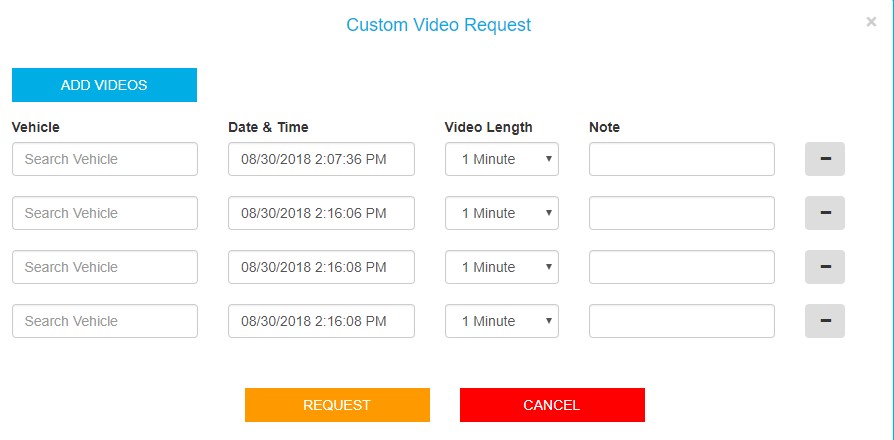 Custom Video Request ×
ADD VIDEOS
Vehicle Date & Time Video Length Note
Search Vehicle 08/30/2018 2:07:36 PM 1 Minute
Search Vehicle 08/30/2018 2:16:06 PM 1 Minute
Search Vehicle 08/30/2018 2:16:08 PM 1 Minute
Search Vehicle 08/30/2018 2:16:08 PM 1 Minute
REQUEST CANCEL